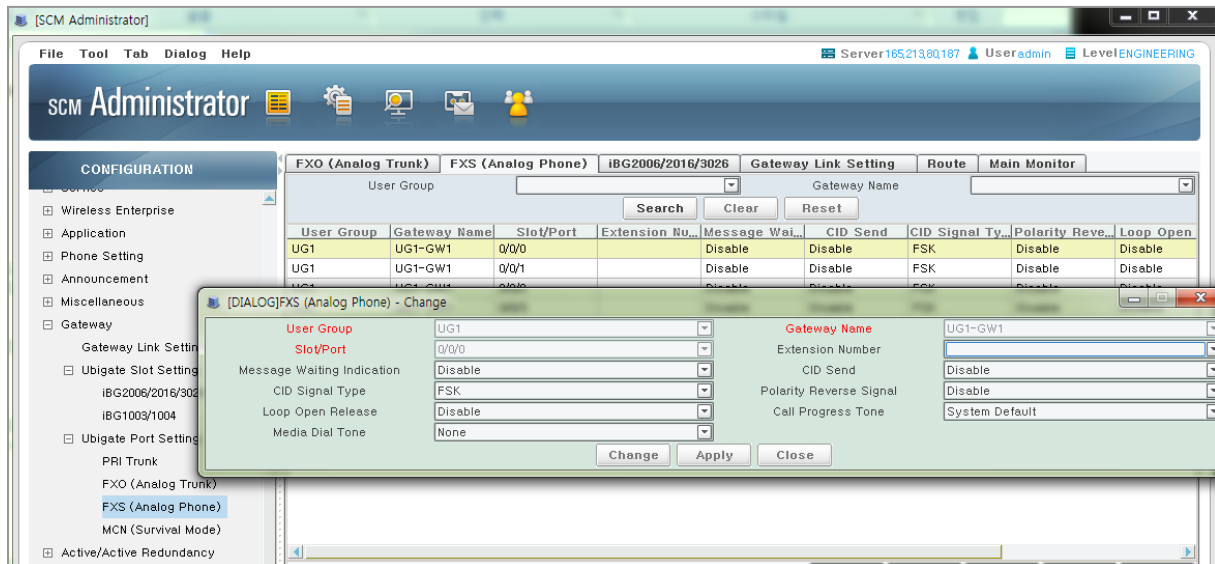 [SCM Administrator]
File Tool Tab Dialog Help
Server165,213,80,187 Useradmin LevelENGINEERING
SCM Administrator
CONFIGURATION
Wireless Enterprise
Application
Phone Setting
Announcement
Miscellaneous
Gateway
Gateway Link Settin
Ubigate Slot Setting
iBG2006/2016/302
iBG1003/1004
Ubigate Port Setting
PRI Trunk
FXO (Analog Trunk)
FXS (Analog Phone)
MCN (Survival Mode)
Active/Active Redundancy
FXO (Analog Trunk) FXS (Analog Phone) iBG2006/2016/3026 Gateway Link Setting Route Main Monitor
User Group Gateway Name
Search Clear Reset
User Group Gateway Name Slot/Port Extension Nu... Message Wai... CID Send CID Signal Ty... Polarity Reve... Loop Open
UG1 UG1-GW1 0/0/0 Disable Disable FSK Disable Disable
UG1 UG1-GW1 0/0/1 Disable Disable FSK Disable Disable
[DIALOG]FXS (Analog Phone) - Change
User Group UG1 Gateway Name UG1-GW1
Slot/Port 0/0/0 Extension Number
Message Waiting Indication Disable CID Send Disable
CID Signal Type FSK Polarity Reverse Signal Disable
Loop Open Release Disable Call Progress Tone System Default
Media Dial Tone None
Change Apply Close